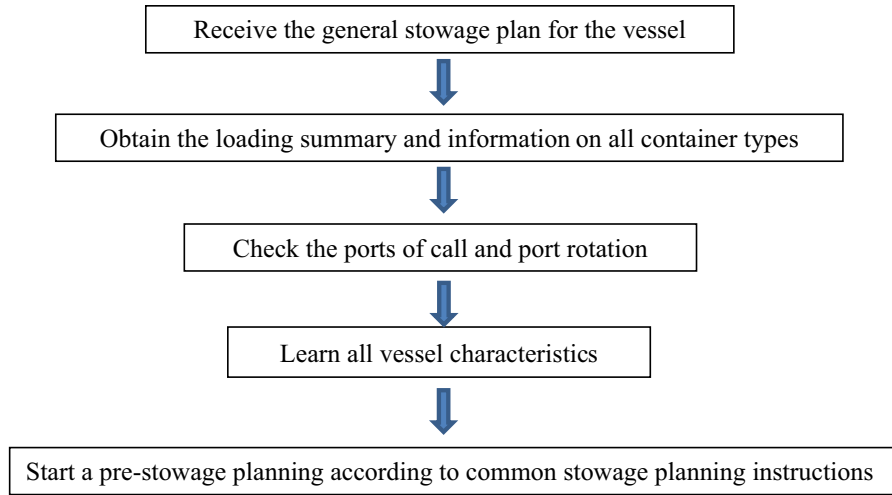 Receive the general stowage plan for the vessel
Obtain the loading summary and information on all container types
Check the ports of call and port rotation
Learn all vessel characteristics
Start a pre-stowage planning according to common stowage planning instructions